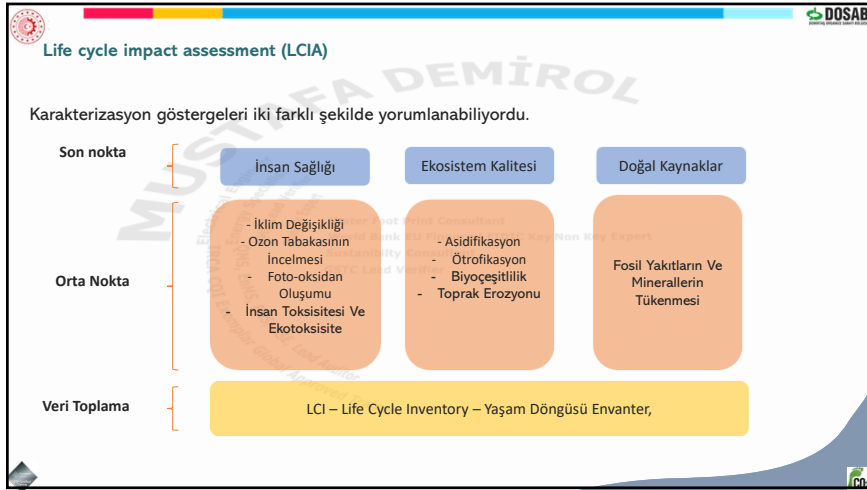 DOSAB
Life cycle impact assessment (LCIA)
MUSTAFA DEMİROL
Karakterizasyon göstergeleri iki farklı şekilde yorumlanabiliyordu.
Son nokta
İnsan Sağlığı
Ekosistem Kalitesi
Doğal Kaynaklar
Orta Nokta
- İklim Değişikliği
- Ozon Tabakasının
İncelmesi
- Foto-oksidan
Oluşumu
- İnsan Toksisitesi Ve
Ekotoksisite
- Asidifikasyon
- Ötrofikasyon
- Biyoçeşitlilik
- Toprak Erozyonu
Fosil Yakıtların Ve
Minerallerin
Tükenmesi
Veri Toplama
LCI – Life Cycle Inventory – Yaşam Döngüsü Envanter,